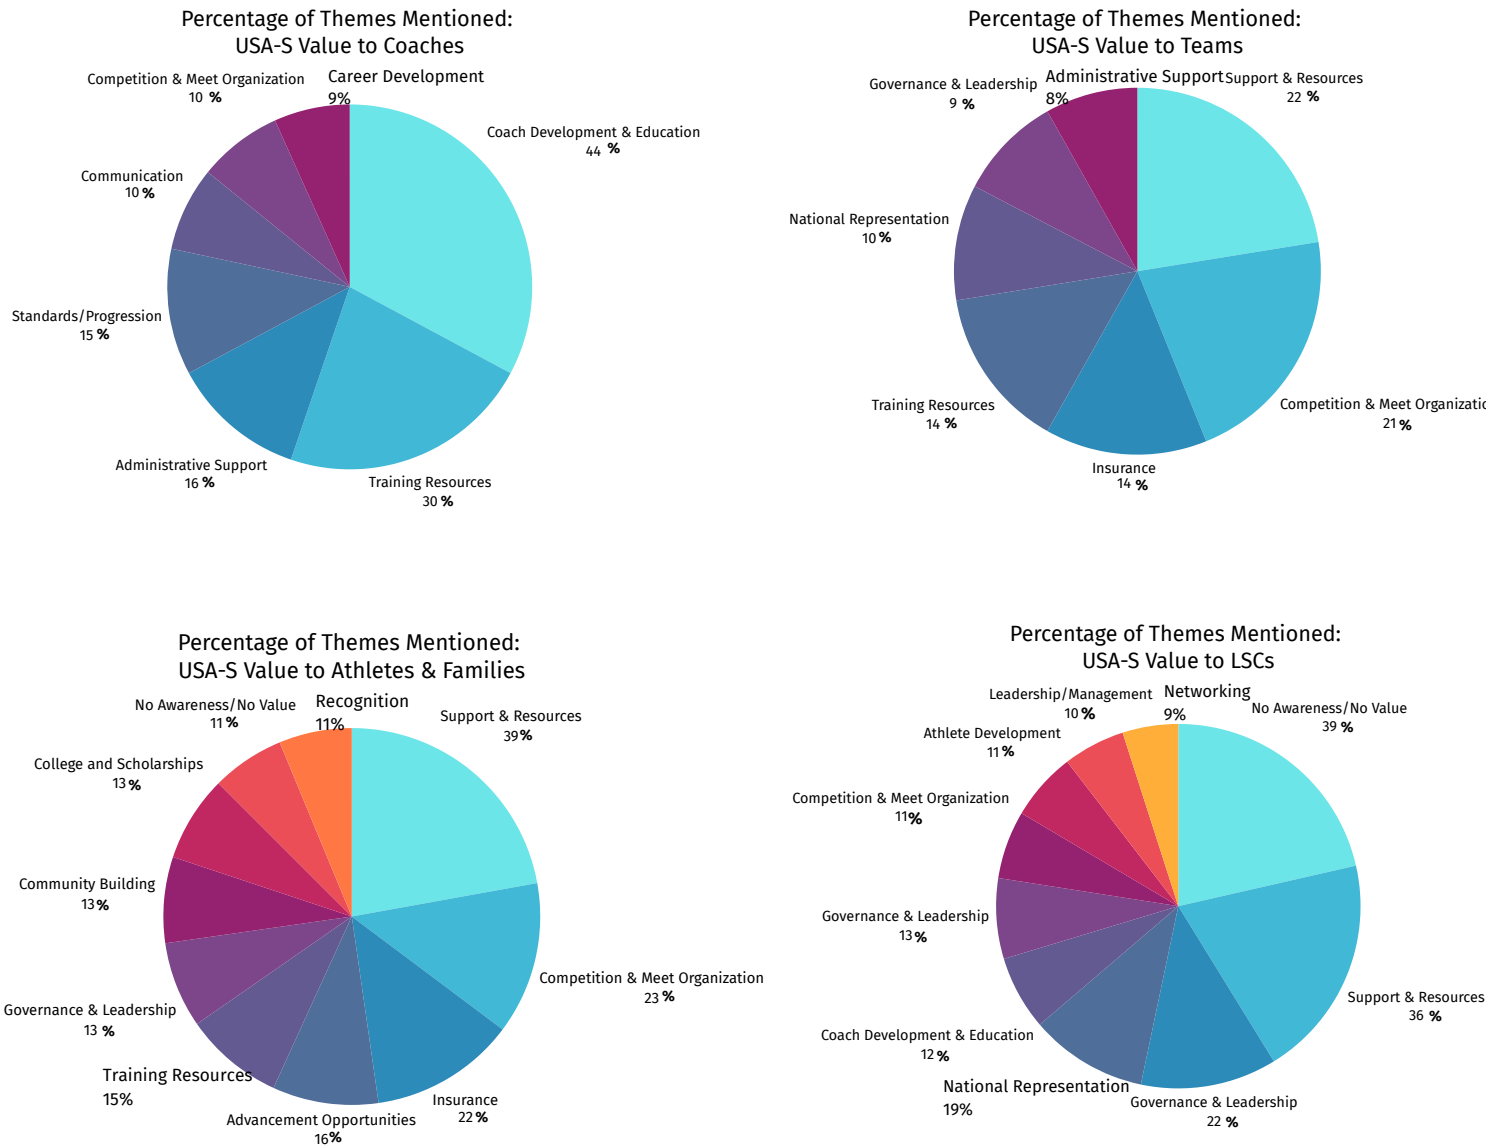 Percentage of Themes Mentioned:
USA-S Value to Coaches
Competition & Meet Organization
10 %
Career Development
9%
Coach Development & Education
44 %
Communication
10 %
Standards/Progression
15 %
Administrative Support
16 %
Training Resources
30 %
Percentage of Themes Mentioned:
USA-S Value to Teams
Governance & Leadership
9 %
Administrative Support
8%
Support & Resources
22 %
National Representation
10 %
Training Resources
14 %
Insurance
14 %
Competition & Meet Organizatio
21 %
Percentage of Themes Mentioned:
USA-S Value to Athletes & Families
No Awareness/No Value
11 %
Recognition
11%
Support & Resources
39 %
College and Scholarships
13 %
Community Building
13 %
Competition & Meet Organization
23 %
Governance & Leadership
13 %
Training Resources
15%
Advancement Opportunities
16%
Insurance
22 %
Percentage of Themes Mentioned:
USA-S Value to LSCs
Leadership/Management
10 %
Networking
9%
No Awareness/No Value
39 %
Athlete Development
11 %
Competition & Meet Organization
11%
Governance & Leadership
13 %
Support & Resources
36 %
Coach Development & Education
12 %
National Representation
19%
Governance & Leadership
22 %